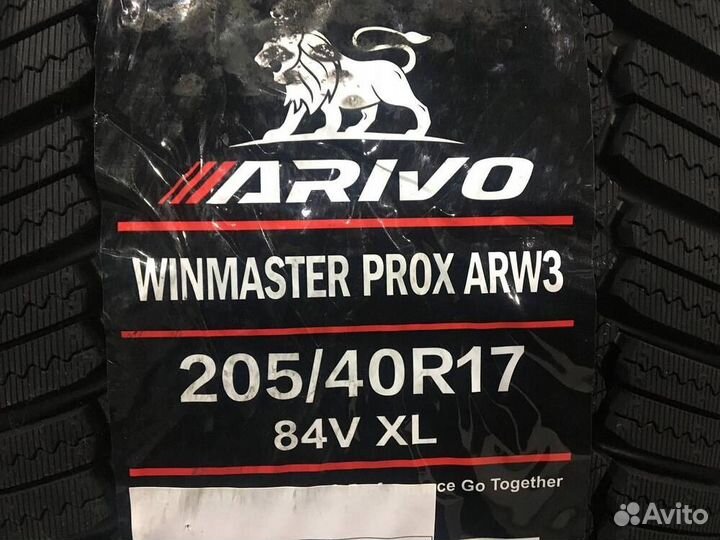 ARIVO
WINMASTER PROX ARW3
205/40R17
84V XL
ce Go Together
Avito